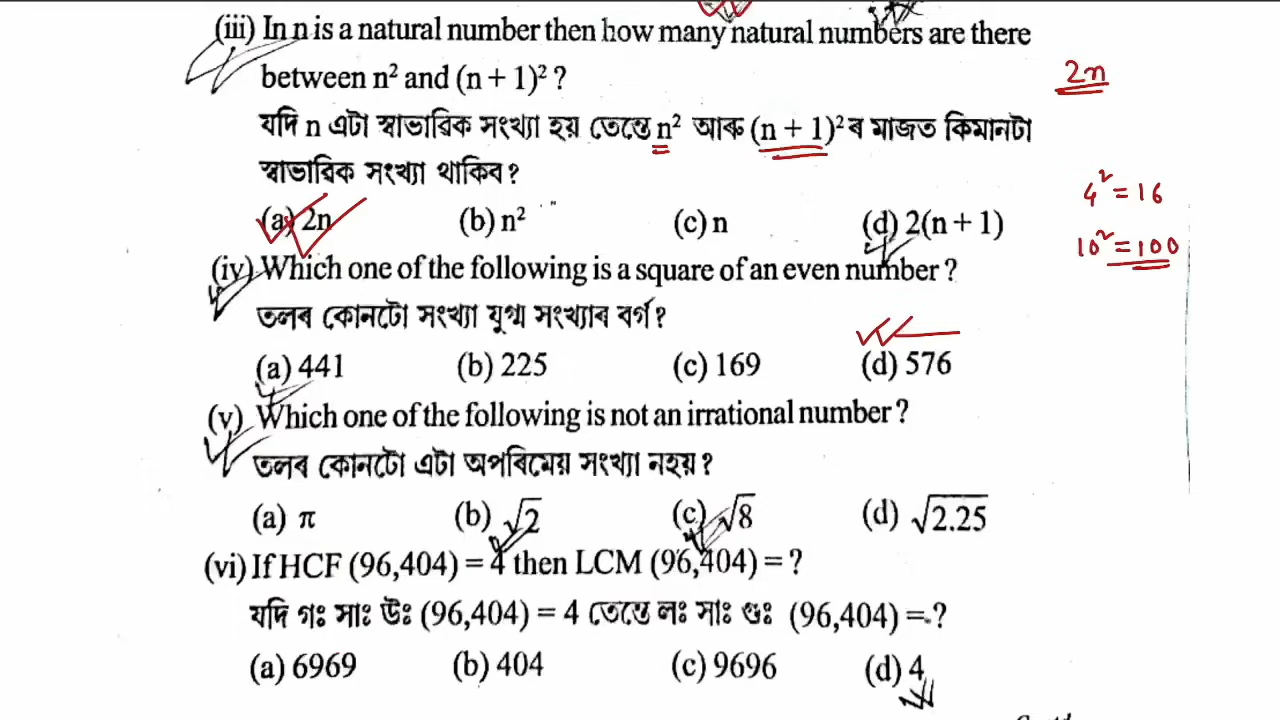 (iii) In n is a natural number then how many natural numbers are there
between n² and (n + 1)² ?
2n
যদি n এটা স্বাভাৱিক সংখ্যা হয় তেন্তে n² আৰু (n + 1)² ৰ মাজত কিমানটা
স্বাভাৱিক সংখ্যা থাকিব ?
4² = 16
(a) 2n (b) n² (c) n (d) 2(n + 1)
10² = 100
(iv) Which one of the following is a square of an even number ?
তলৰ কোনটো সংখ্যা যুগ্ম সংখ্যাৰ বৰ্গ ?
(a) 441 (b) 225 (c) 169 (d) 576
(v) Which one of the following is not an irrational number ?
তলৰ কোনটো এটা অপৰিমেয় সংখ্যা নহয় ?
(a) π (b) √2 (c) √8 (d) √2.25
(vi) If HCF (96,404) = 4 then LCM (96,404) = ?
যদি গঃ সাঃ উঃ (96,404) = 4 তেন্তে লঃ সাঃ গুঃ (96,404) = ?
(a) 6969 (b) 404 (c) 9696 (d) 4